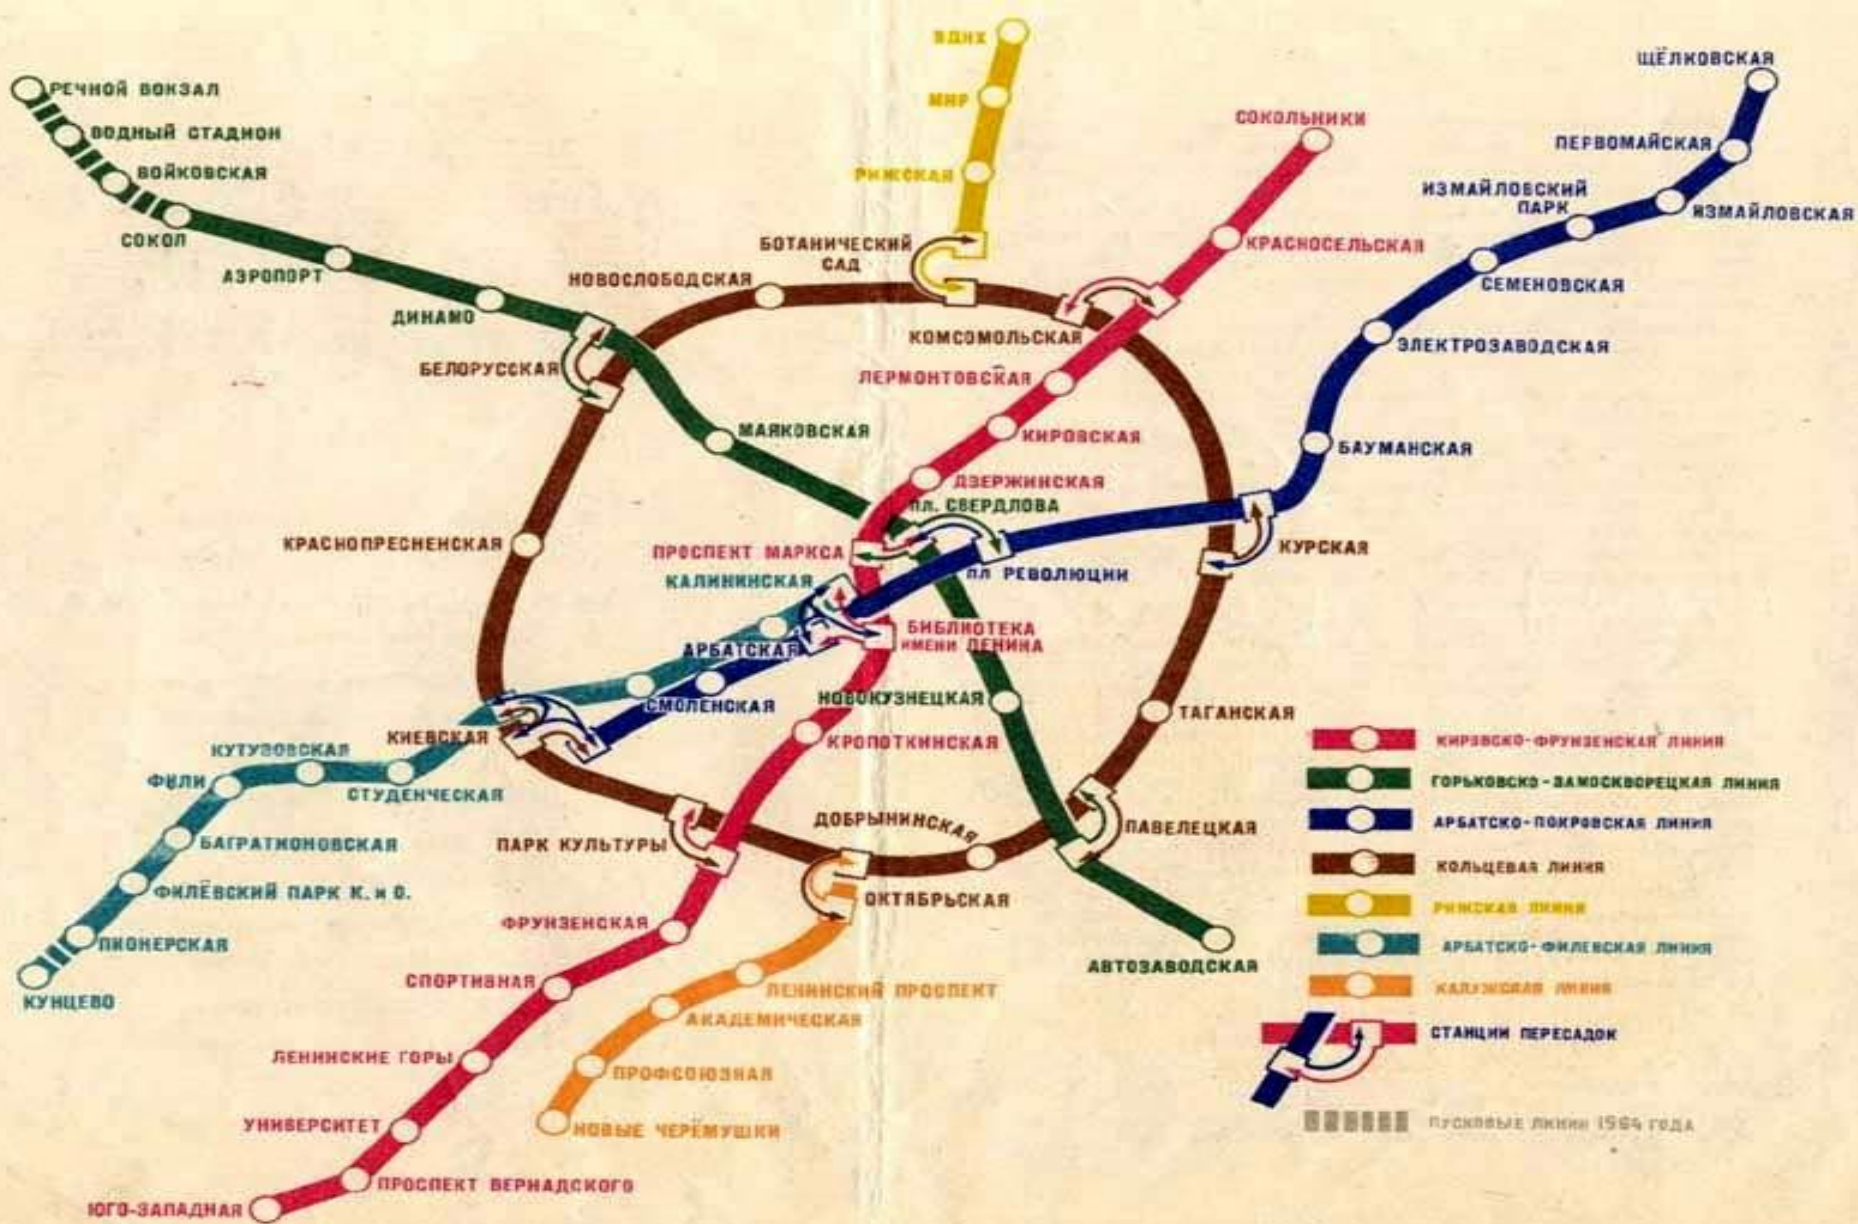 ВДНХ
МИР
РИЖСКАЯ
БОТАНИЧЕСКИЙ
САД
РЕЧНОЙ ВОКЗАЛ
ВОДНЫЙ СТАДИОН
ВОЙКОВСКАЯ
СОКОЛ
АЭРОПОРТ
ДИНАМО
БЕЛОРУССКАЯ
НОВОСЛОБОДСКАЯ
МАЯКОВСКАЯ
КРАСНОПРЕСНЕНСКАЯ
СОКОЛЬНИКИ
КРАСНОСЕЛЬСКАЯ
КОМСОМОЛЬСКАЯ
ЛЕРМОНТОВСКАЯ
КИРОВСКАЯ
ДЗЕРЖИНСКАЯ
пл. СВЕРДЛОВА
ПРОСПЕКТ МАРКСА
КАЛИНИНСКАЯ
пл РЕВОЛЮЦИИ
БИБЛИОТЕКА
ИМЕНИ ЛЕНИНА
ЩЁЛКОВСКАЯ
ПЕРВОМАЙСКАЯ
ИЗМАЙЛОВСКИЙ
ПАРК
ИЗМАЙЛОВСКАЯ
СЕМЕНОВСКАЯ
ЭЛЕКТРОЗАВОДСКАЯ
БАУМАНСКАЯ
КУРСКАЯ
АРБАТСКАЯ
СМОЛЕНСКАЯ
НОВОКУЗНЕЦКАЯ
КРОПОТКИНСКАЯ
ТАГАНСКАЯ
КИЕВСКАЯ
КУТУЗОВСКАЯ
ФИЛИ
СТУДЕНЧЕСКАЯ
БАГРАТИОНОВСКАЯ
ФИЛЁВСКИЙ ПАРК К. и О.
ПИОНЕРСКАЯ
КУНЦЕВО
ПАРК КУЛЬТУРЫ
ДОБРЫНИНСКАЯ
ПАВЕЛЕЦКАЯ
ОКТЯБРЬСКАЯ
АВТОЗАВОДСКАЯ
ФРУНЗЕНСКАЯ
СПОРТИВНАЯ
ЛЕНИНСКИЕ ГОРЫ
УНИВЕРСИТЕТ
ПРОСПЕКТ ВЕРНАДСКОГО
ЮГО-ЗАПАДНАЯ
ЛЕНИНСКИЙ ПРОСПЕКТ
АКАДЕМИЧЕСКАЯ
ПРОФСОЮЗНАЯ
НОВЫЕ ЧЕРЁМУШКИ
КИРОВСКО-ФРУНЗЕНСКАЯ ЛИНИЯ
ГОРЬКОВСКО-ЗАМОСКВОРЕЦКАЯ ЛИНИЯ
АРБАТСКО-ПОКРОВСКАЯ ЛИНИЯ
КОЛЬЦЕВАЯ ЛИНИЯ
РИЖСКАЯ ЛИНИЯ
АРБАТСКО-ФИЛЕВСКАЯ ЛИНИЯ
КАЛУЖСКАЯ ЛИНИЯ
СТАНЦИИ ПЕРЕСАДОК
ПУСКОВЫЕ ЛИНИИ 1964 ГОДА